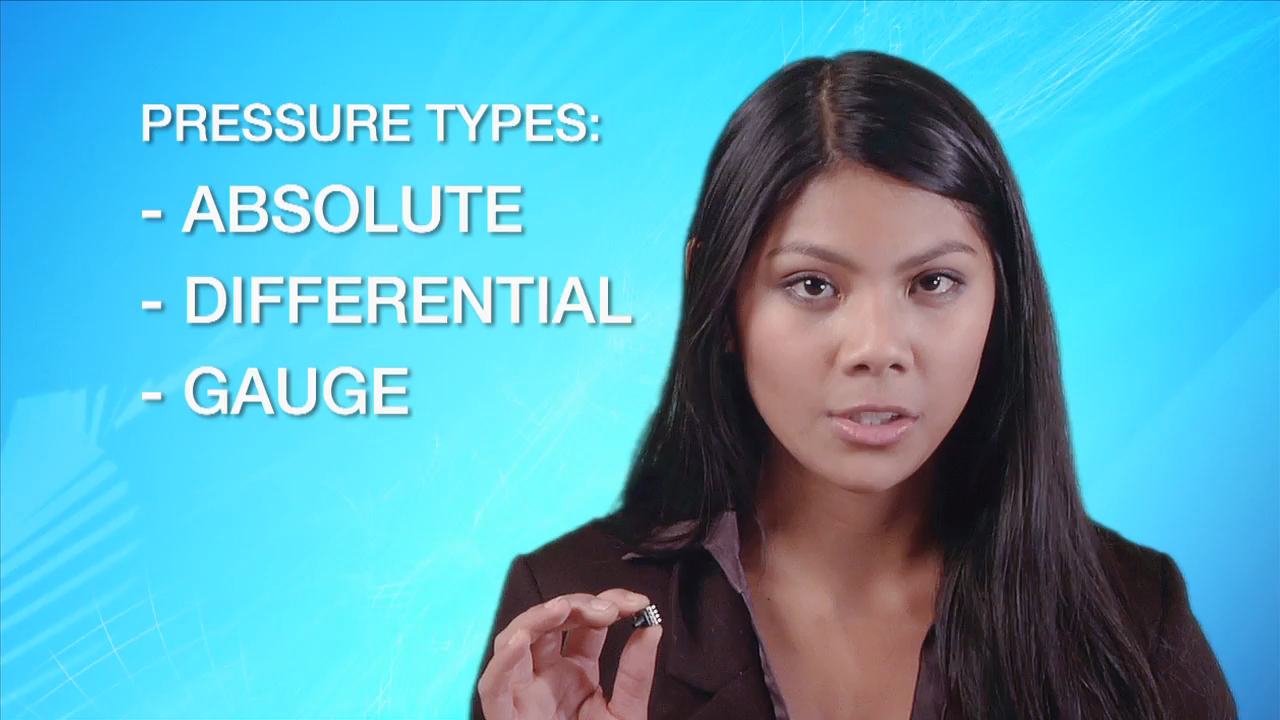 PRESSURE TYPES:
- ABSOLUTE
- DIFFERENTIAL
- GAUGE